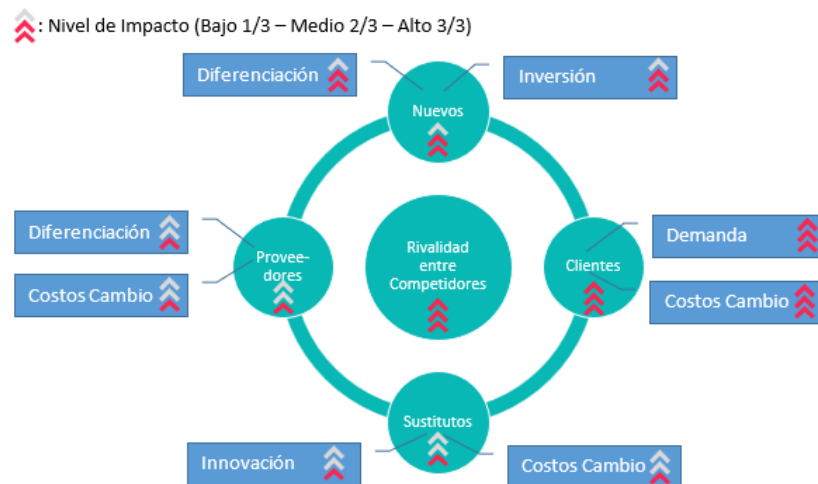 : Nivel de Impacto (Bajo 1/3 – Medio 2/3 – Alto 3/3)
Diferenciación
Inversión
Nuevos
Diferenciación
Costos Cambio
Provee-
dores
Rivalidad
entre
Competidores
Clientes
Demanda
Costos Cambio
Sustitutos
Innovación
Costos Cambio